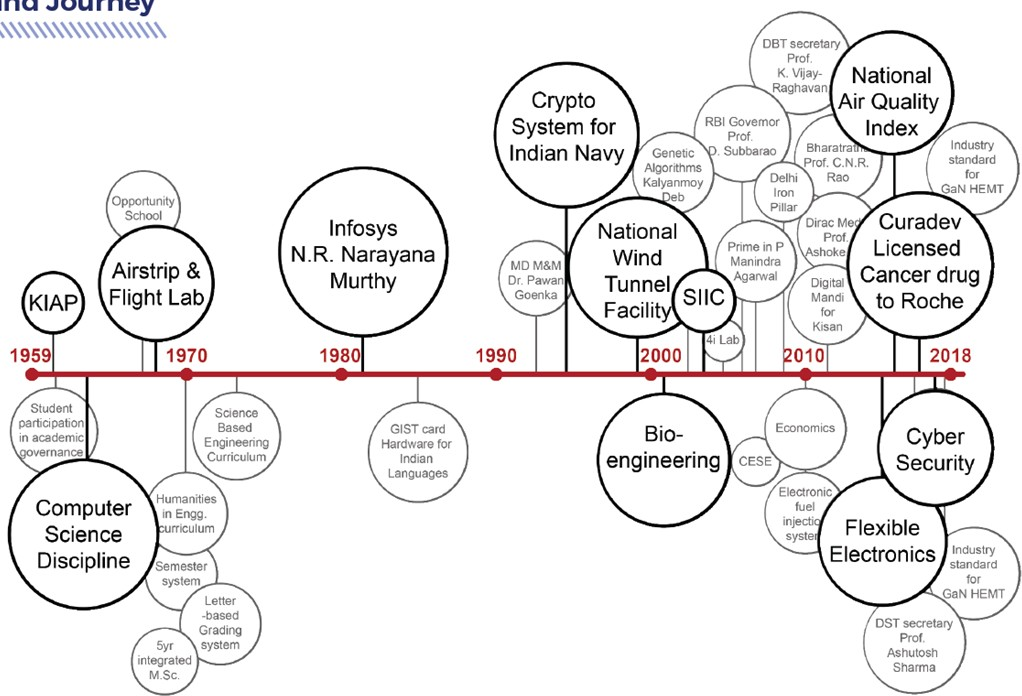 nd Journey
DBT secretary
Prof.
K. Vijay-
Raghavan
National
Air Quality
Index
Crypto
System for
Indian Navy
RBI Governor
Prof.
D. Subbarao
Genetic
Algorithms
Kalyanmoy
Deb
Bharatratn
Prof. C.N.R.
Rao
Industry
standard
for
GaN HEMT
Delhi
Iron
Pillar
Opportunity
School
Infosys
N.R. Narayana
Murthy
National
Wind
Tunnel
Facility
Dirac Med
Prof.
Ashoke
Curadev
Licensed
Cancer drug
to Roche
Airstrip &
Flight Lab
KIAP
MD M&M
Dr. Pawan
Goenka
Prime in P
Manindra
Agarwal
SIIC
Digital
Mandi
for
Kisan
4i Lab
1959
1970
1980
1990
2000
2010
2018
Student
participation
in academic
governance
Science
Based
Engineering
Curriculum
GIST card
Hardware for
Indian
Languages
Bio-
engineering
CESE
Economics
Cyber
Security
Computer
Science
Discipline
Humanities
in Engg.
curriculum
Electronic
fuel
injectio
system
Flexible
Electronics
Semester
system
Industry
standard
for
GaN HEMT
Letter
-based
Grading
system
5yr
integrated
M.Sc.
DST secretary
Prof.
Ashutosh
Sharma